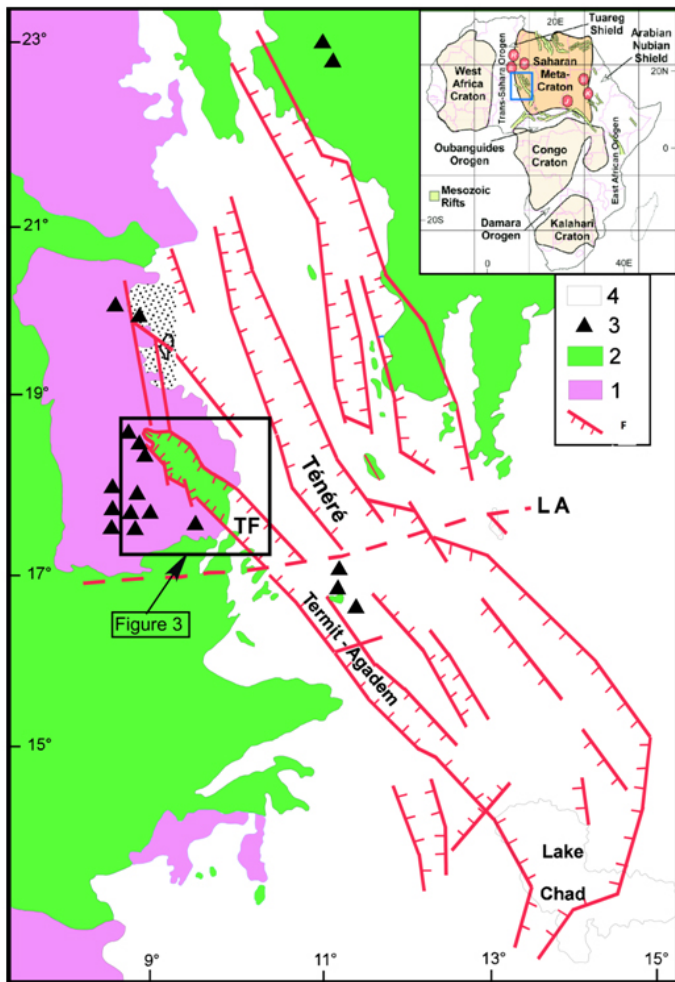 23°
21°
19°
17°
15°
9°
11°
13°
15°
20E
Tuareg
Shield
Arabian
Nubian
Shield
Trans-Sahara Orogen
West
Africa
Craton
Saharan
Meta-
Craton
20N
Oubanguides
Orogen
Congo
Craton
0
East African Orogen
Mesozoic
Rifts
20S
Damara
Orogen
Kalahari
Craton
0
40E
4
3
2
1
F
Ténéré
L A
TF
Figure 3
Termit - Agadem
Lake
Chad